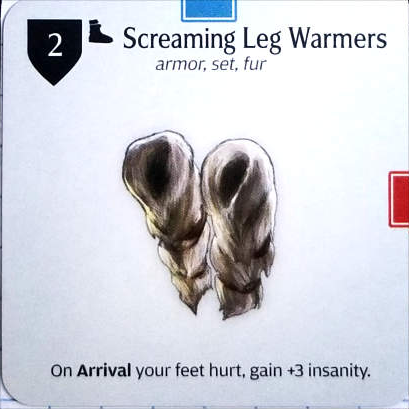 2
Screaming Leg Warmers
armor, set, fur
On Arrival your feet hurt, gain +3 insanity.